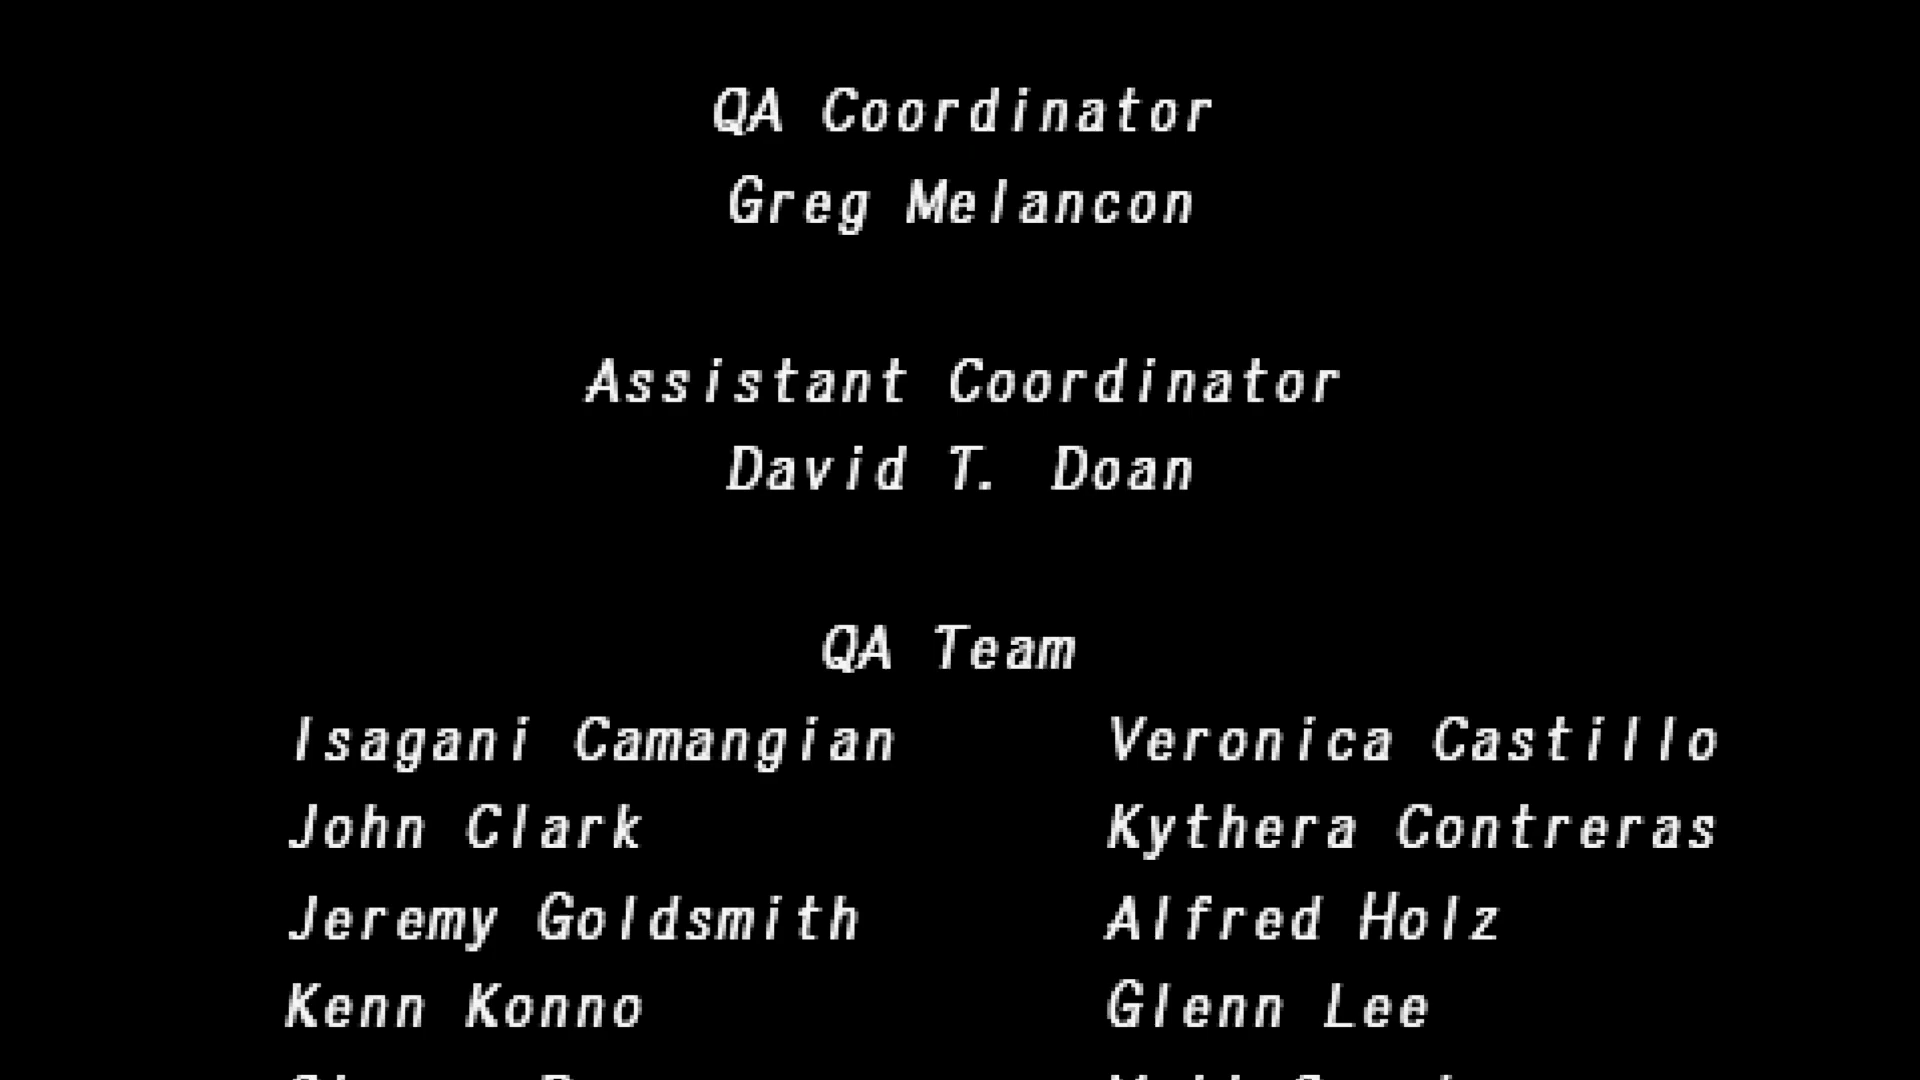 QA Coordinator
Greg Melancon
Assistant Coordinator
David T. Doan
QA Team
Isagani Camangian Veronica Castillo
John Clark Kythera Contreras
Jeremy Goldsmith Alfred Holz
Kenn Konno Glenn Lee